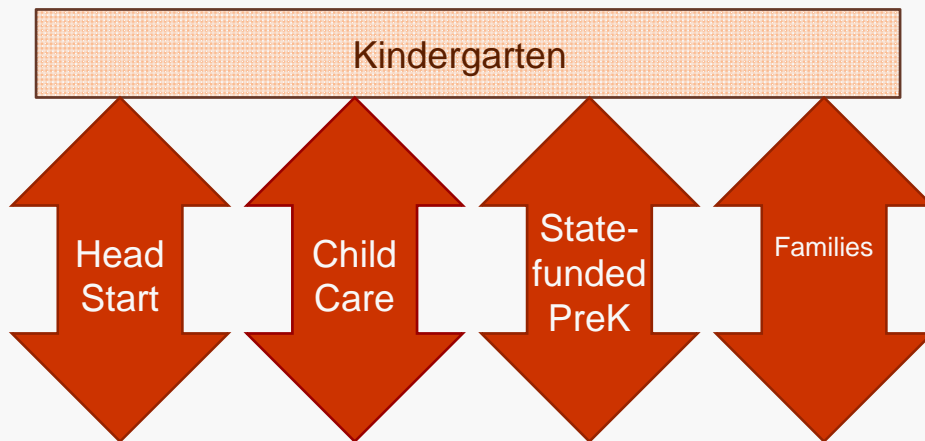 Kindergarten
Head
Start
Child
Care
State-
funded
PreK
Families